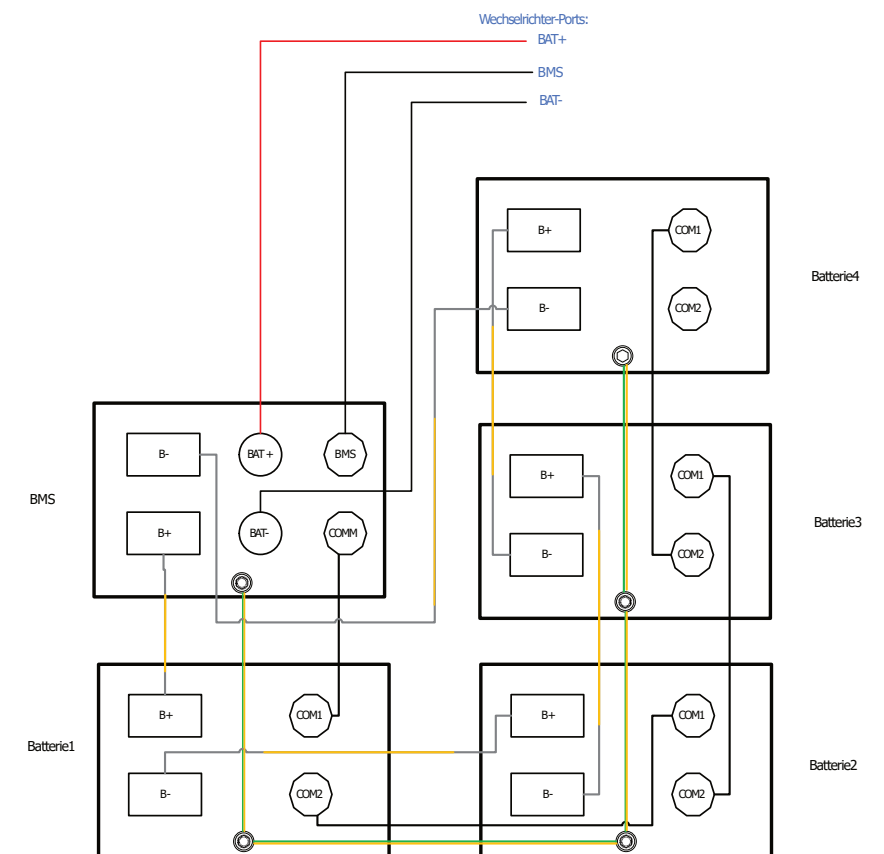 Wechselrichter-Ports:
BAT+
BMS
BAT-
B+
COM1
Batterie4
B-
COM2
B-
BAT +
BMS
BMS
B+
BAT-
COMM
B+
COM1
Batterie3
B-
COM2
B+
COM1
Batterie1
B-
COM2
B+
COM1
Batterie2
B-
COM2